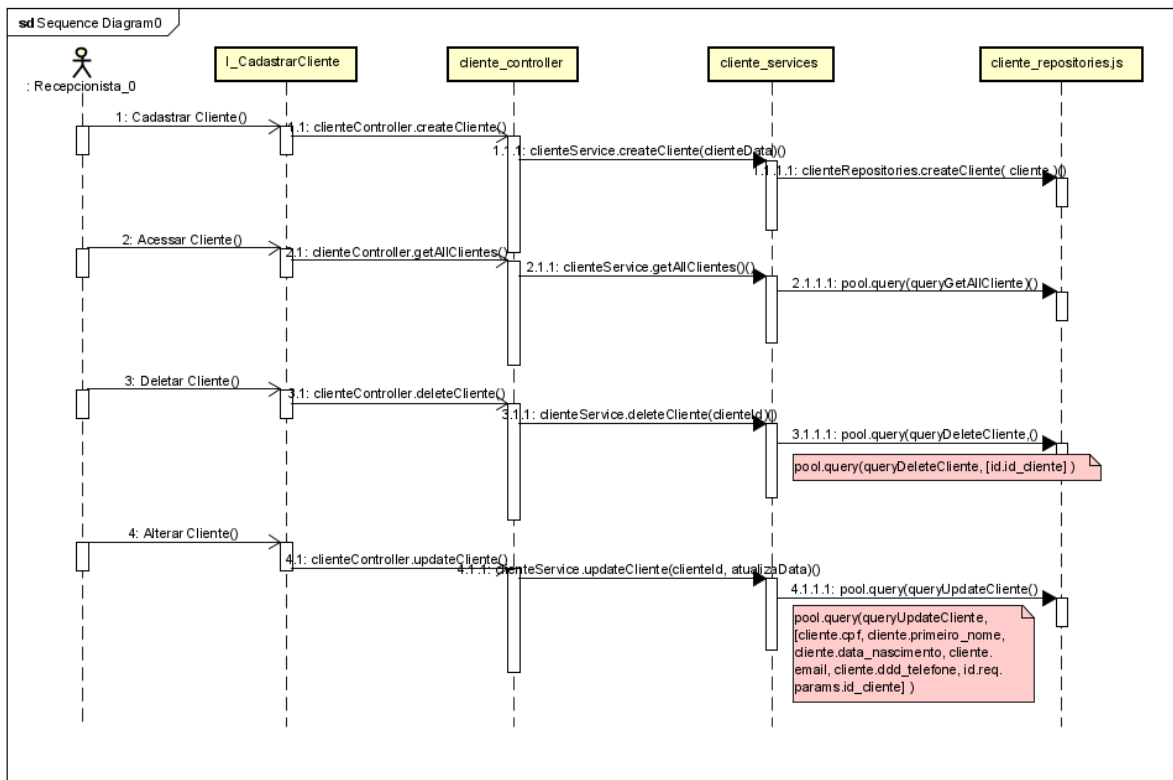 sd Sequence Diagram0
: Recepcionista_0
I_CadastrarCliente
cliente_controller
cliente_services
cliente_repositories.js
1: Cadastrar Cliente()
1.1: clienteController.createCliente()
1.1.1: clienteService.createCliente(clienteData)()
1.1.1.1: clienteRepositories.createCliente( cliente )()
2: Acessar Cliente()
2.1: clienteController.getAllClientes()
2.1.1: clienteService.getAllClientes()()
2.1.1.1: pool.query(queryGetAllCliente)()
3: Deletar Cliente()
3.1: clienteController.deleteCliente()
3.1.1: clienteService.deleteCliente(clienteId)()
3.1.1.1: pool.query(queryDeleteCliente,()
pool.query(queryDeleteCliente, [id.id_cliente] )
4: Alterar Cliente()
4.1: clienteController.updateCliente()
4.1.1: clienteService.updateCliente(clienteId, atualizaData)()
4.1.1.1: pool.query(queryUpdateCliente()
pool.query(queryUpdateCliente,
[cliente.cpf, cliente.primeiro_nome,
cliente.data_nascimento, cliente.
email, cliente.ddd_telefone, id.req.
params.id_cliente] )